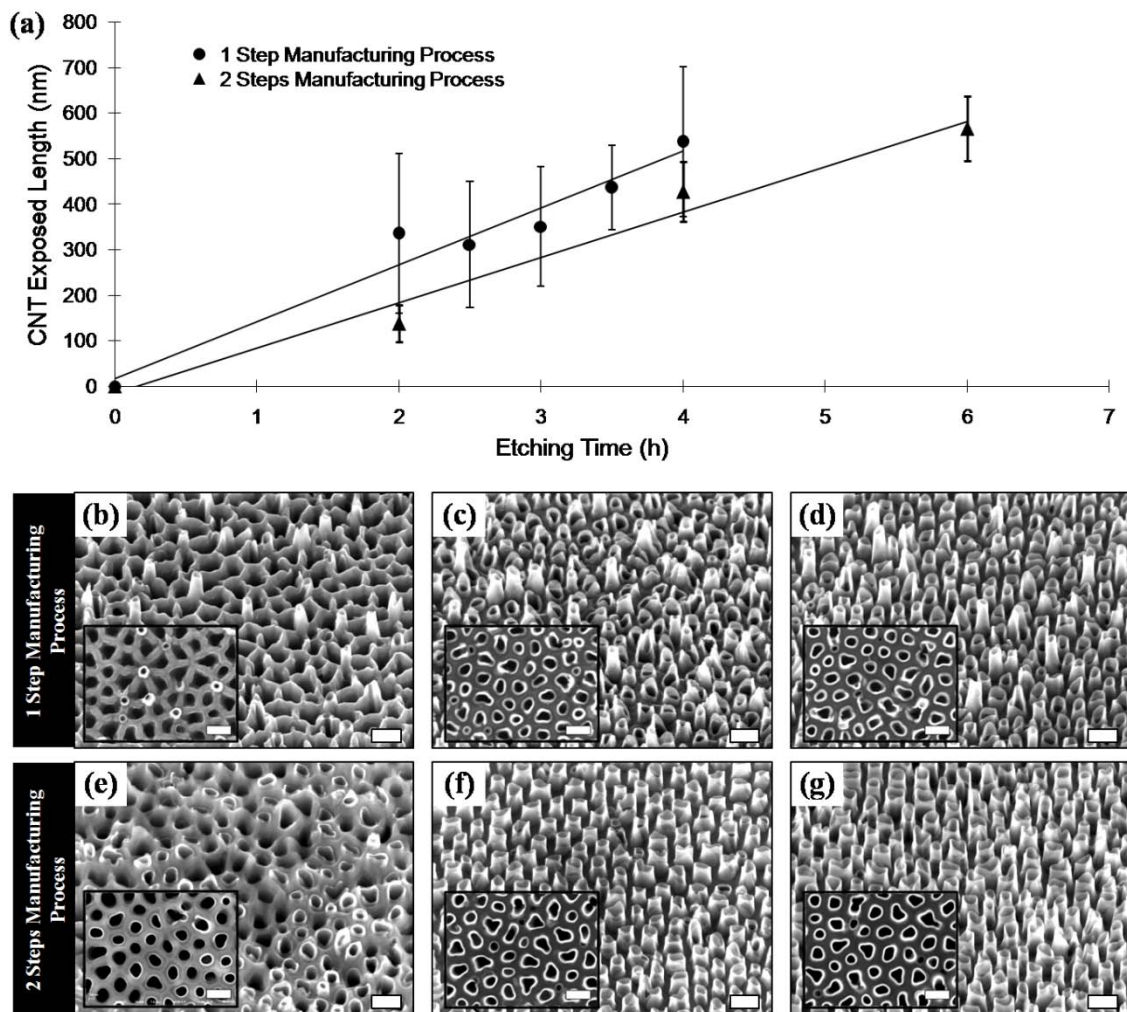 (a)
CNT Exposed Length (nm)
800
700
600
500
400
300
200
100
0
● 1 Step Manufacturing Process
▲ 2 Steps Manufacturing Process
0 1 2 3 4 5 6 7
Etching Time (h)
1 Step Manufacturing
Process
(b) (c) (d)
2 Steps Manufacturing
Process
(e) (f) (g)